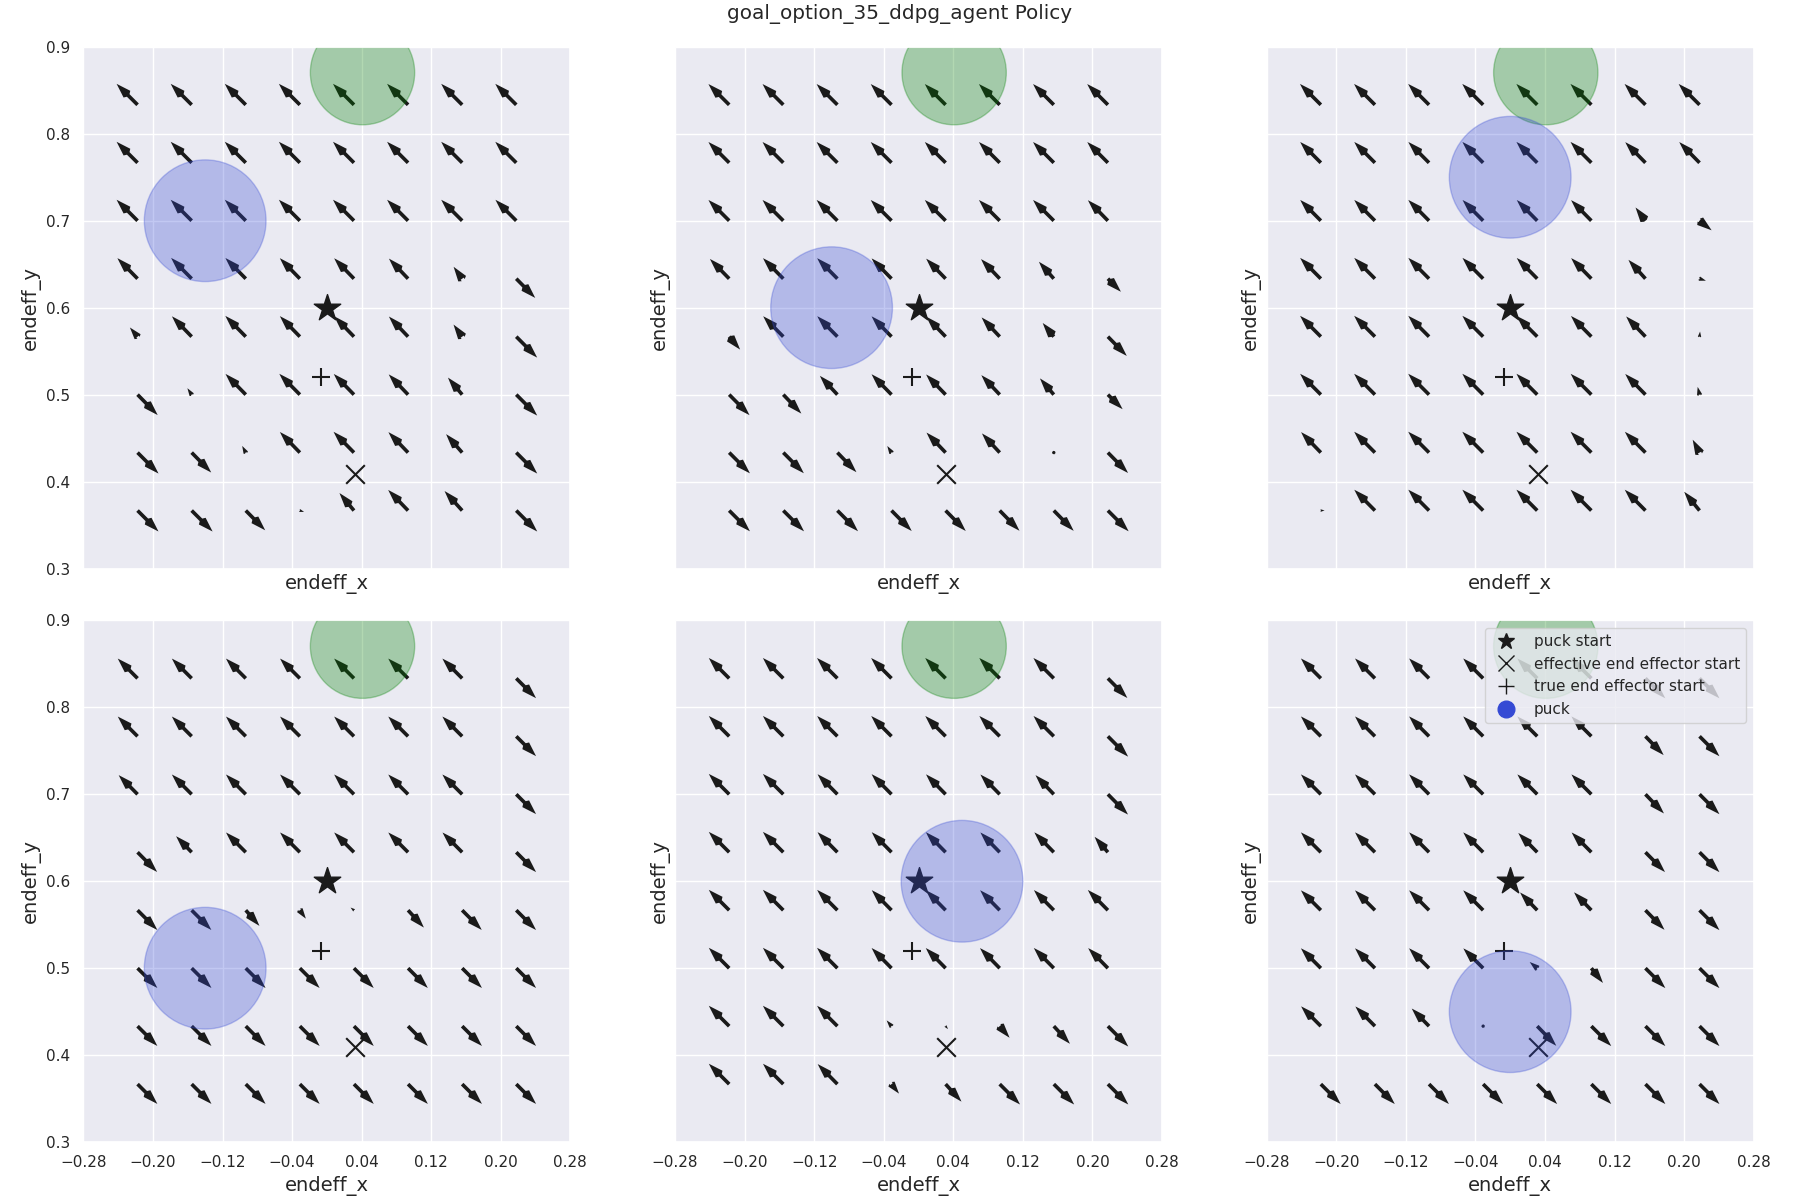 goal_option_35_ddpg_agent Policy
0.9
0.8
0.7
0.6
0.5
0.4
0.3
endeff_y
endeff_x
endeff_y
endeff_x
endeff_y
endeff_x
0.9
0.8
0.7
0.6
0.5
0.4
0.3
endeff_y
−0.28 −0.20 −0.12 −0.04 0.04 0.12 0.20 0.28
endeff_x
endeff_y
−0.28 −0.20 −0.12 −0.04 0.04 0.12 0.20 0.28
endeff_x
puck start
effective end effector start
true end effector start
puck
endeff_y
−0.28 −0.20 −0.12 −0.04 0.04 0.12 0.20 0.28
endeff_x